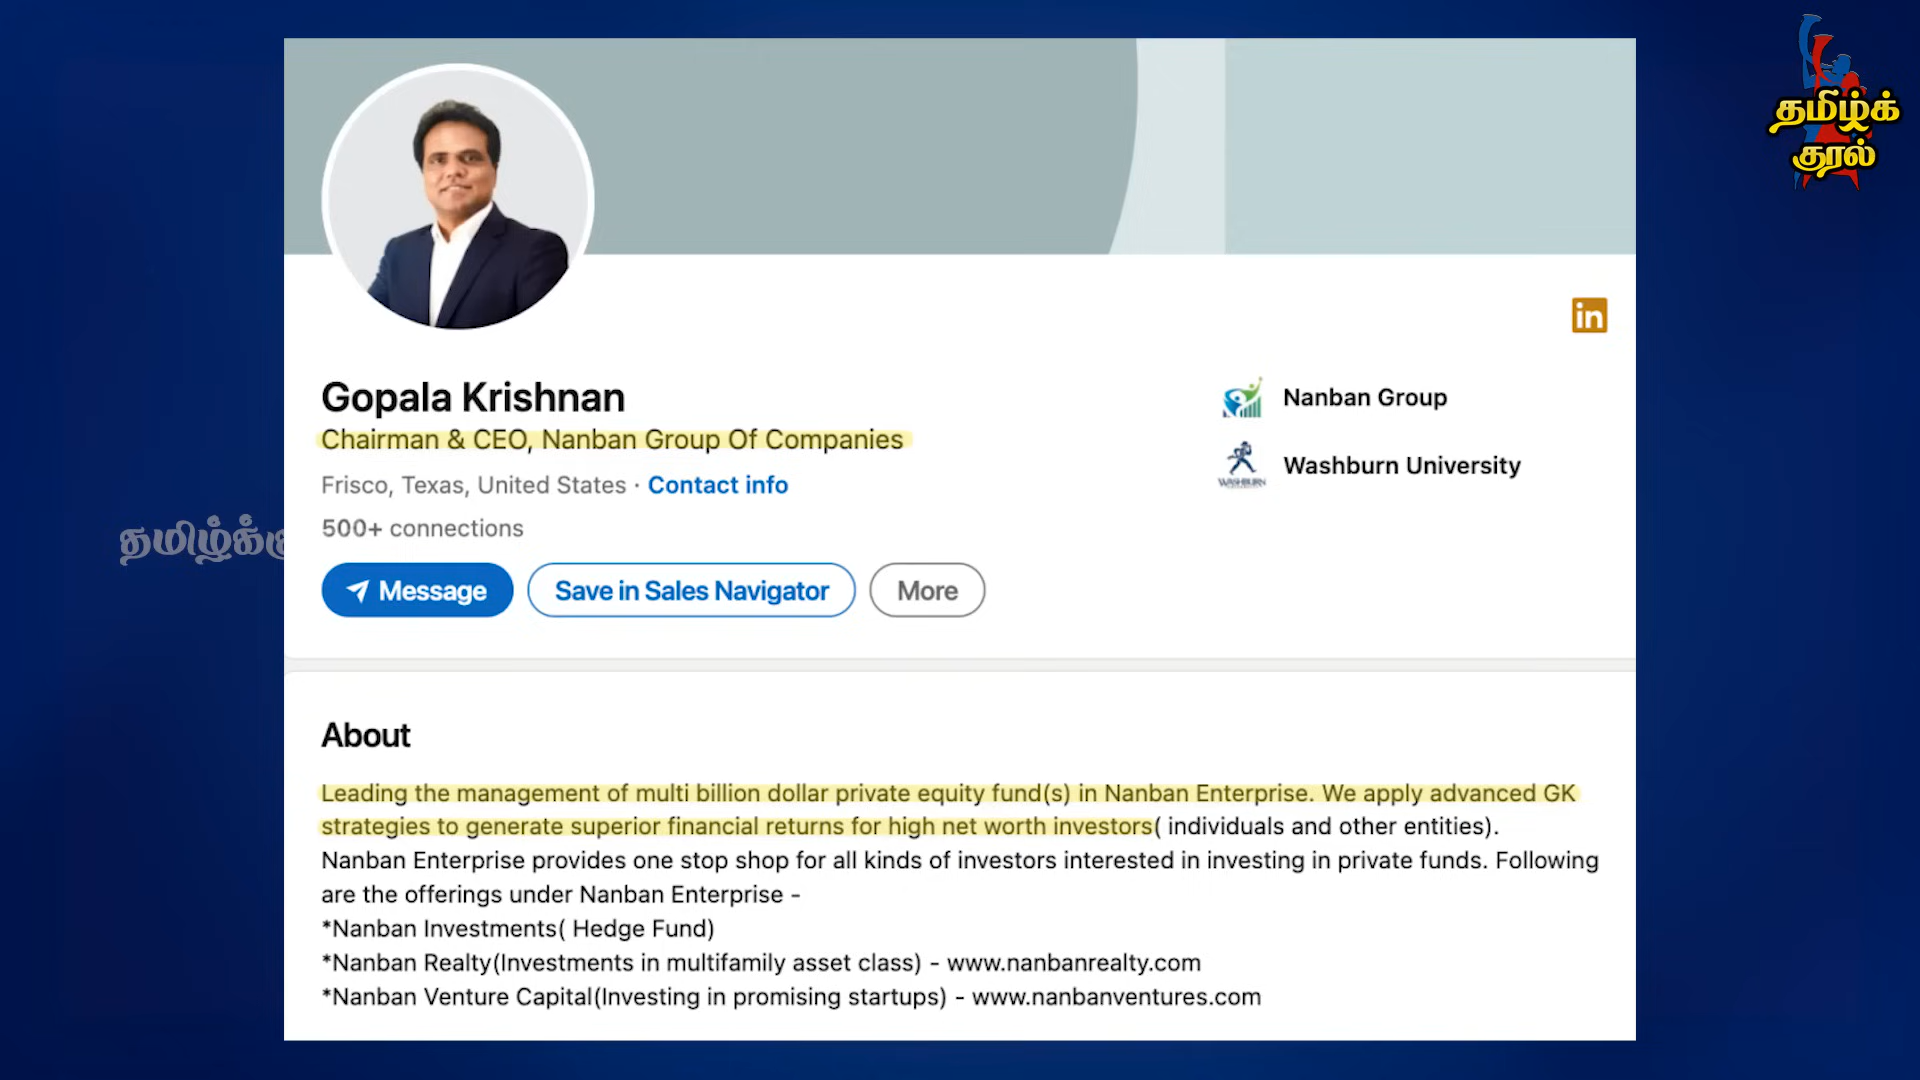 தமிழ்க்
குரல்
in
Gopala Krishnan
Chairman & CEO, Nanban Group Of Companies
Frisco, Texas, United States · Contact info
500+ connections
Nanban Group
WASHBURN
Washburn University
தமிழ்க்கு
Message
Save in Sales Navigator
More
About
Leading the management of multi billion dollar private equity fund(s) in Nanban Enterprise. We apply advanced GK
strategies to generate superior financial returns for high net worth investors( individuals and other entities).
Nanban Enterprise provides one stop shop for all kinds of investors interested in investing in private funds. Following
are the offerings under Nanban Enterprise -
*Nanban Investments( Hedge Fund)
*Nanban Realty(Investments in multifamily asset class) - www.nanbanrealty.com
*Nanban Venture Capital(Investing in promising startups) - www.nanbanventures.com